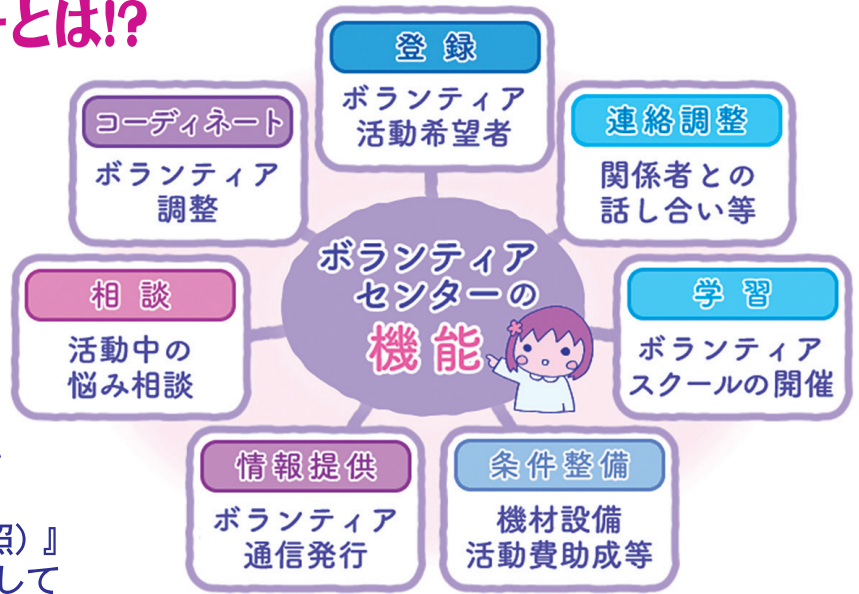 ーとは!?
ボランティア
センターの
機能
登録
ボランティア
活動希望者
連絡調整
関係者との
話し合い等
学習
ボランティア
スクールの開催
条件整備
機材設備
活動費助成等
情報提供
ボランティア
通信発行
相談
活動中の
悩み相談
コーディネート
ボランティア
調整
照)』
して